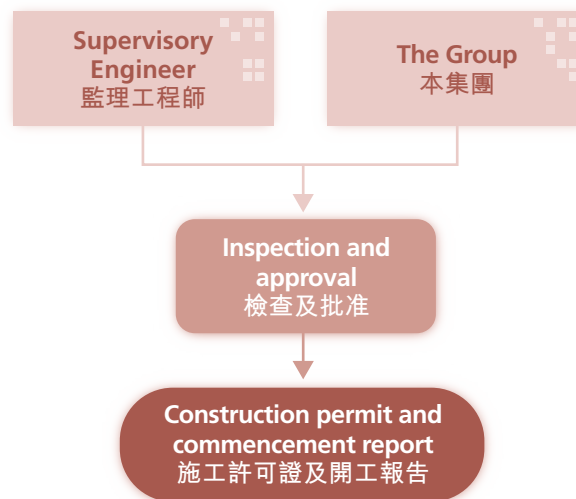 Supervisory
Engineer
監理工程師
The Group
本集團
Inspection and
approval
檢查及批准
Construction permit and
commencement report
施工許可證及開工報告